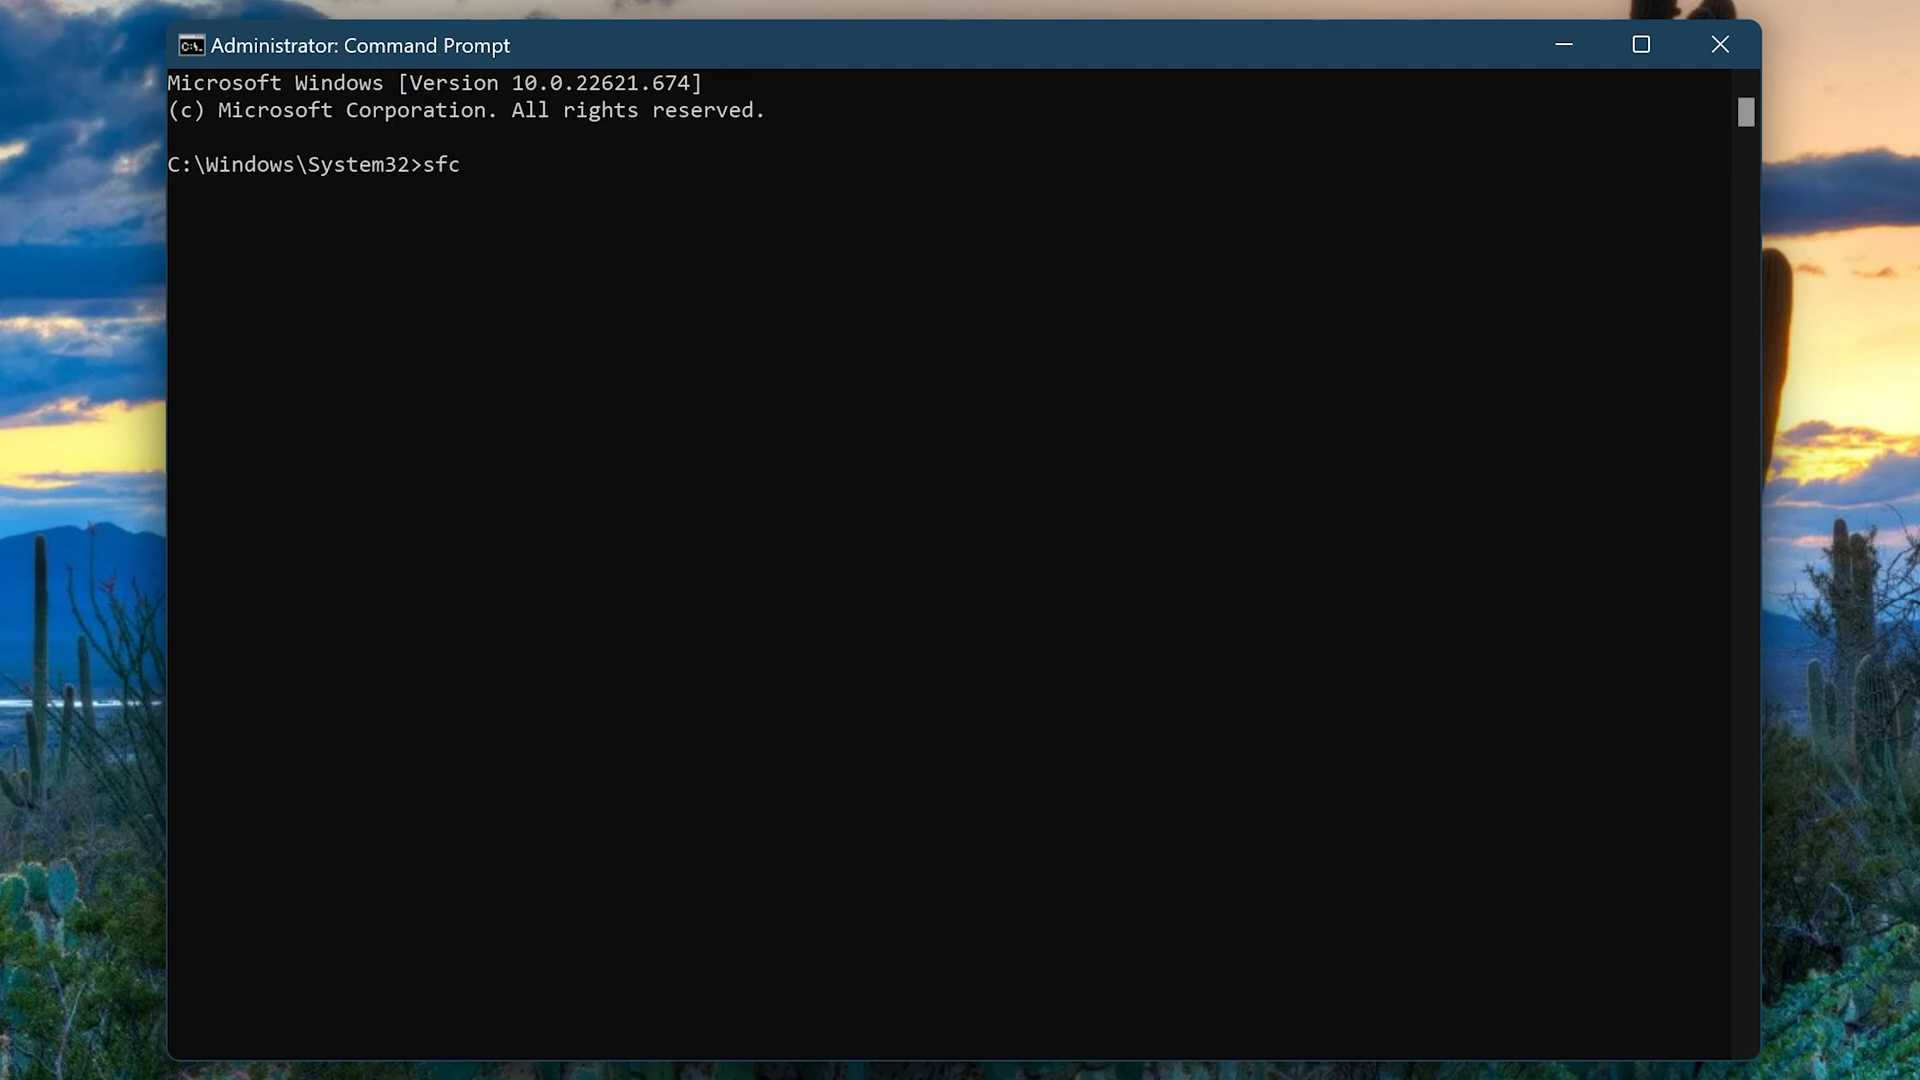 Administrator: Command Prompt
Microsoft Windows [Version 10.0.22621.674]
(c) Microsoft Corporation. All rights reserved.
C:\Windows\System32>sfc